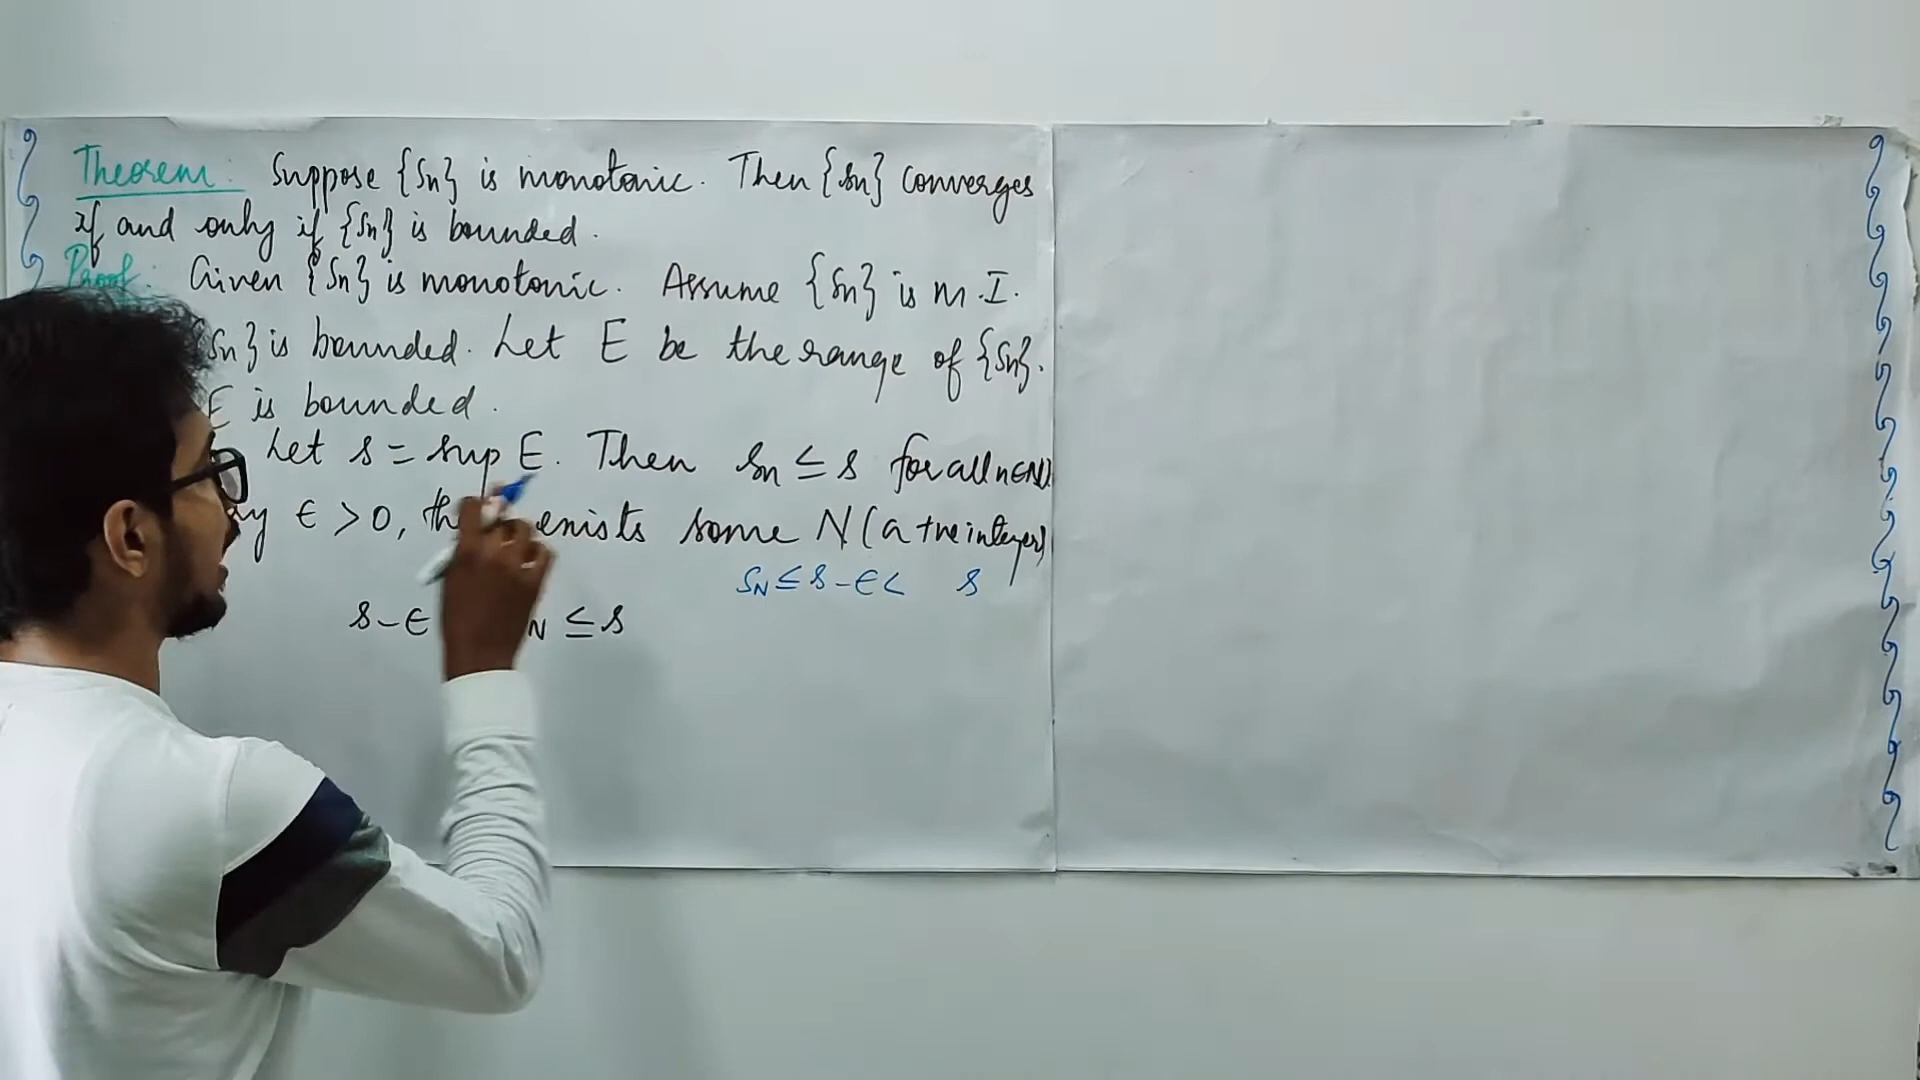 Theorem: Suppose {Sn} is monotonic. Then {Sn} converges
if and only if {Sn} is bounded.
Proof: Given {Sn} is monotonic. Assume {Sn} is m.I.
{Sn} is bounded. Let E be the range of {Sn}.
E is bounded.
Let s = sup E. Then sn ≤ s for all n∈N.
ϵ > 0, exists some N (a +ve integer)
SN ≤ s-ϵ < s
s-ϵ N ≤ s